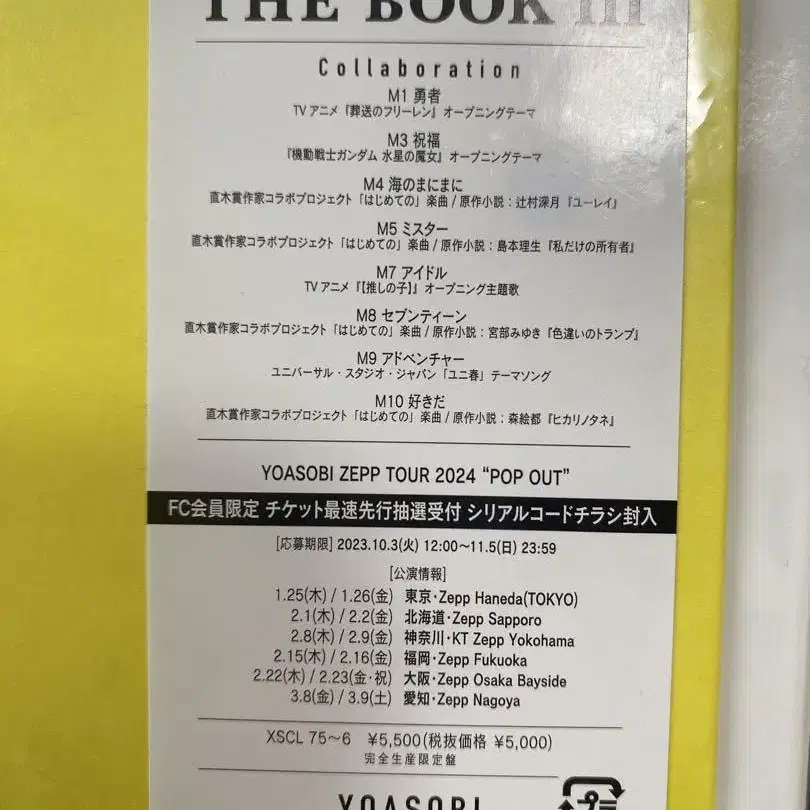 THE BOOK III
Collaboration
M1 勇者
TV アニメ『葬送のフリーレン』 オープニングテーマ
M3 祝福
『機動戦士ガンダム 水星の魔女』 オープニングテーマ
M4 海のまにまに
直木賞作家コラボプロジェクト 「はじめての」 楽曲 / 原作小説 : 辻村深月 『ユーレイ』
M5 ミスター
直木賞作家コラボプロジェクト 「はじめての」 楽曲 / 原作小説 : 島本理生 『私だけの所有者』
M7 アイドル
TV アニメ『【推しの子】』 オープニング主題歌
M8 セブンティーン
直木賞作家コラボプロジェクト 「はじめての」 楽曲 / 原作小説 : 宮部みゆき 『色違いのトランプ』
M9 アドベンチャー
ユニバーサル・スタジオ・ジャパン 「ユニ春」 テーマソング
M10 好きだ
直木賞作家コラボプロジェクト 「はじめての」 楽曲 / 原作小説 : 森絵都 『ヒカリノタネ』
YOASOBI ZEPP TOUR 2024 “POP OUT”
FC会員限定 チケット最速先行抽選受付 シリアルコードチラシ封入
[応募期限] 2023.10.3(火) 12:00〜11.5(日) 23:59
[公演情報]
1.25(木) / 1.26(金) 東京・Zepp Haneda(TOKYO)
2.1(木) / 2.2(金) 北海道・Zepp Sapporo
2.8(木) / 2.9(金) 神奈川・KT Zepp Yokohama
2.15(木) / 2.16(金) 福岡・Zepp Fukuoka
2.22(木) / 2.23(金・祝) 大阪・Zepp Osaka Bayside
3.8(金) / 3.9(土) 愛知・Zepp Nagoya
XSCL 75〜6 ¥5,500(税抜価格 ¥5,000)
完全生産限定盤
YOASOBI
プ